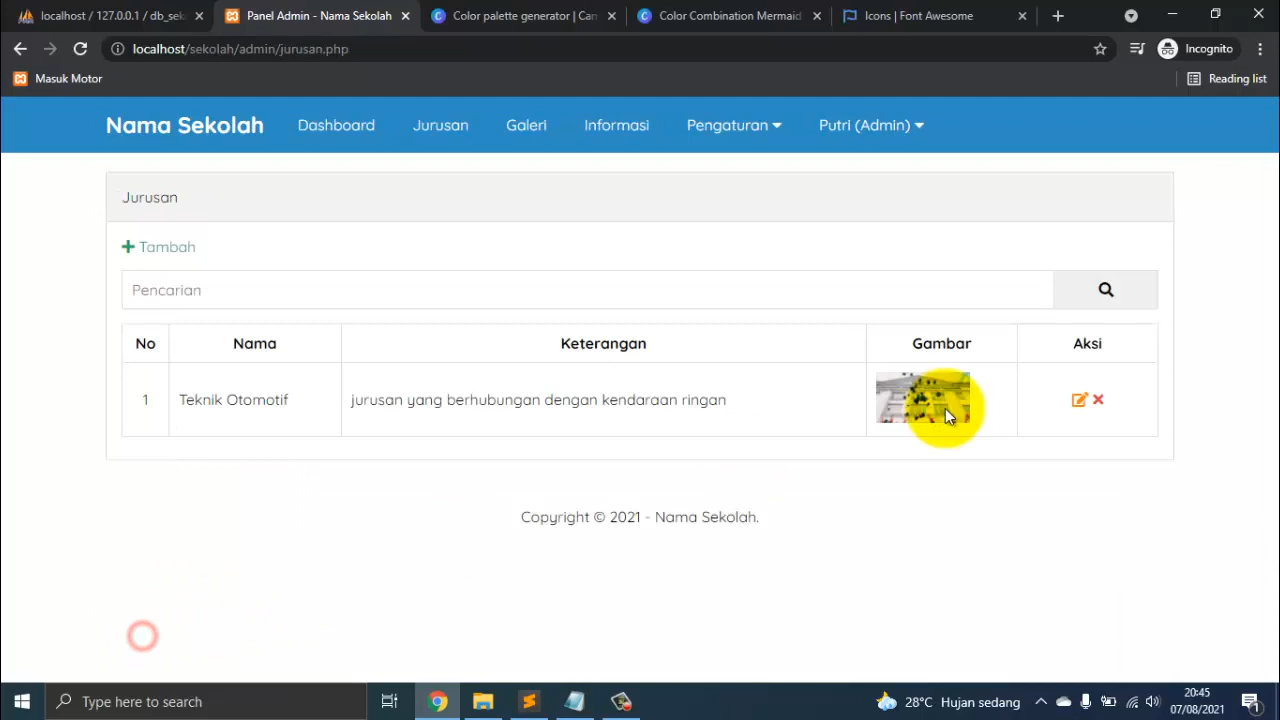 localhost / 127.0.0.1 / db_sek
Panel Admin - Nama Sekolah
Color palette generator | Can
Color Combination Mermaid
Icons | Font Awesome
localhost/sekolah/admin/jurusan.php
Incognito
Masuk Motor
Reading list
Nama Sekolah
Dashboard
Jurusan
Galeri
Informasi
Pengaturan
Putri (Admin)
Jurusan
Tambah
Pencarian
No Nama Keterangan Gambar Aksi
1 Teknik Otomotif jurusan yang berhubungan dengan kendaraan ringan
Copyright © 2021 - Nama Sekolah.
Type here to search
28°C Hujan sedang
20:45
07/08/2021
1